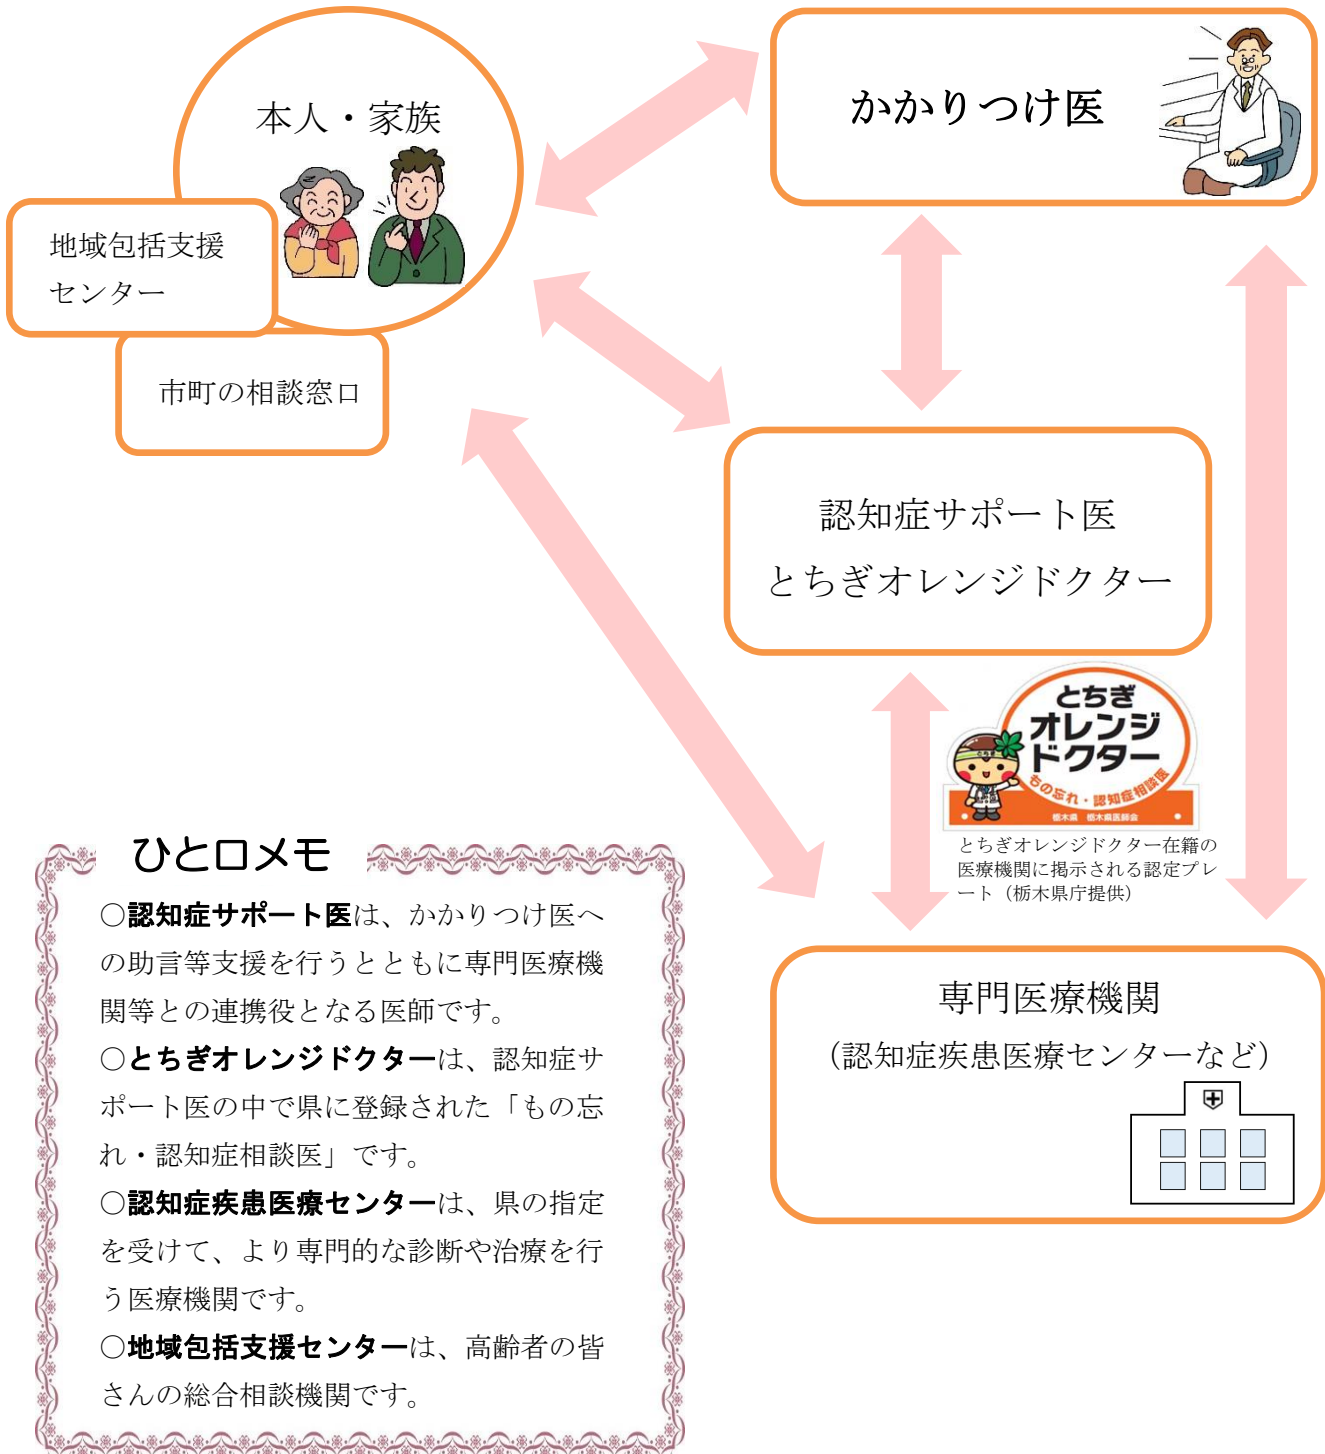 本人・家族
かかりつけ医
地域包括支援
センター
市町の相談窓口
認知症サポート医
とちぎオレンジドクター
とちぎ
オレンジ
ドクター
もの忘れ・認知症相談医
栃木県 栃木県医師会
とちぎオレンジドクター在籍の
医療機関に掲示される認定プレ
ート（栃木県庁提供）
専門医療機関
（認知症疾患医療センターなど）
ひと口メモ
○認知症サポート医は、かかりつけ医へ
の助言等支援を行うとともに専門医療機
関等との連携役となる医師です。
○とちぎオレンジドクターは、認知症サ
ポート医の中で県に登録された「もの忘
れ・認知症相談医」です。
○認知症疾患医療センターは、県の指定
を受けて、より専門的な診断や治療を行
う医療機関です。
○地域包括支援センターは、高齢者の皆
さんの総合相談機関です。